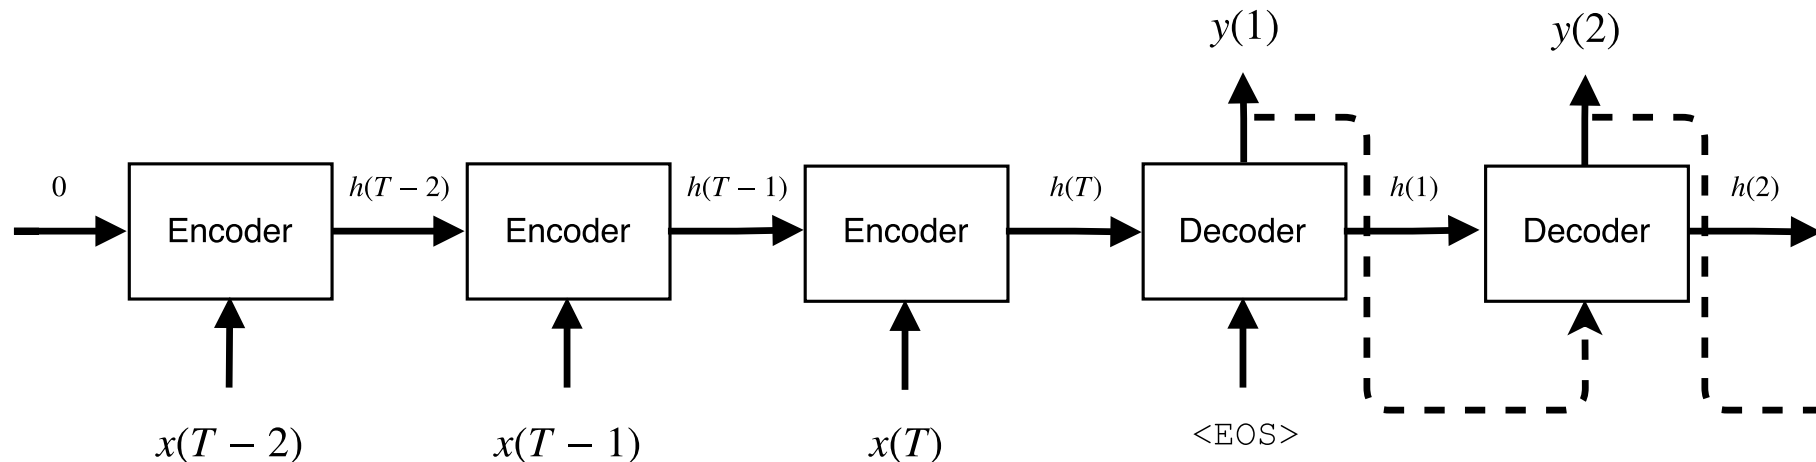 y(1)
y(2)
0
h(T − 2)
h(T − 1)
h(T)
h(1)
h(2)
Encoder
Encoder
Encoder
Decoder
Decoder
x(T − 2)
x(T − 1)
x(T)
<EOS>